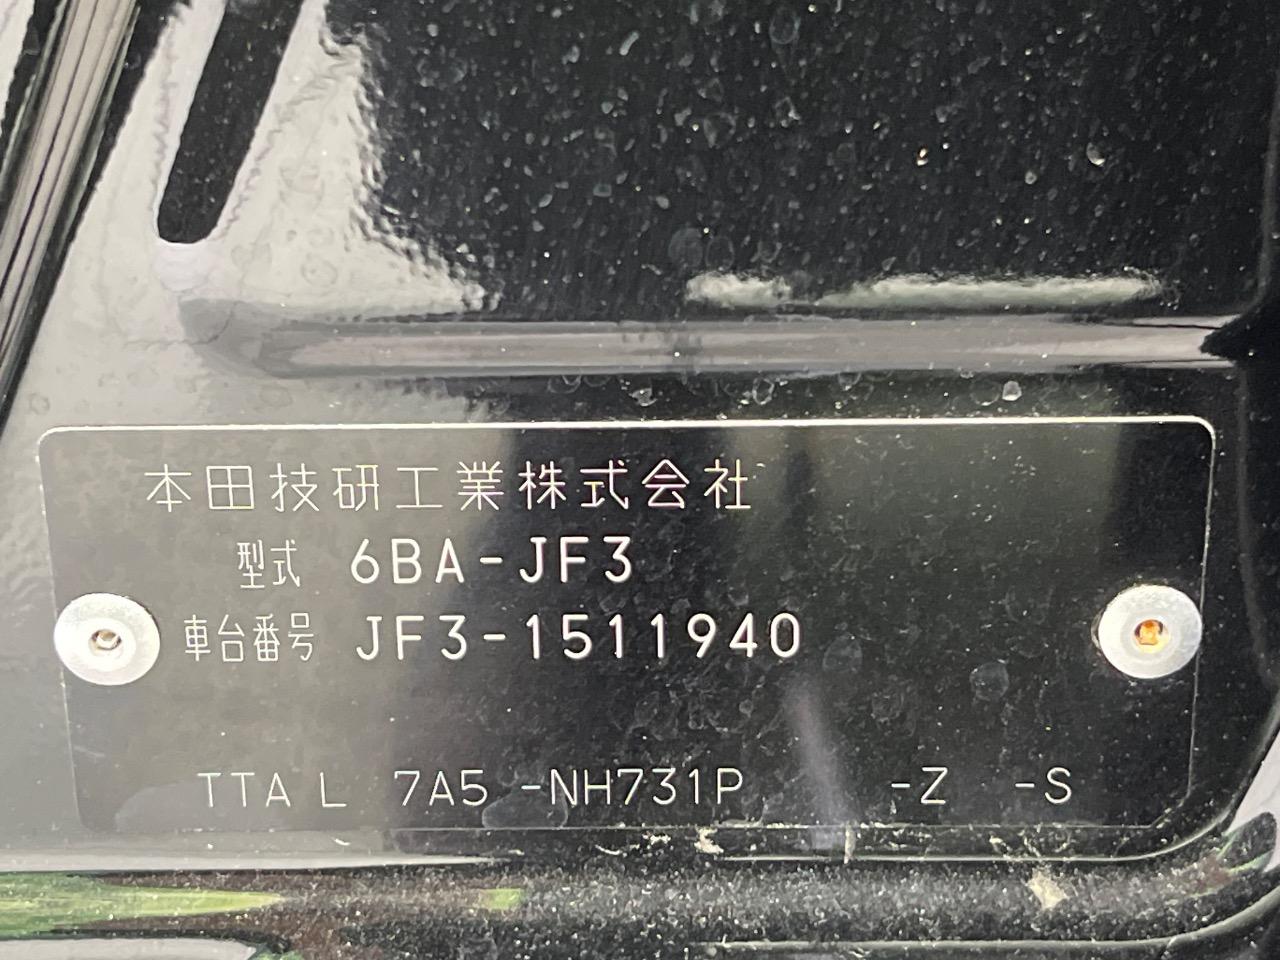 本田技研工業株式会社
型式 6BA-JF3
車台番号 JF3-1511940
TTA L 7A5 -NH731P -Z -S